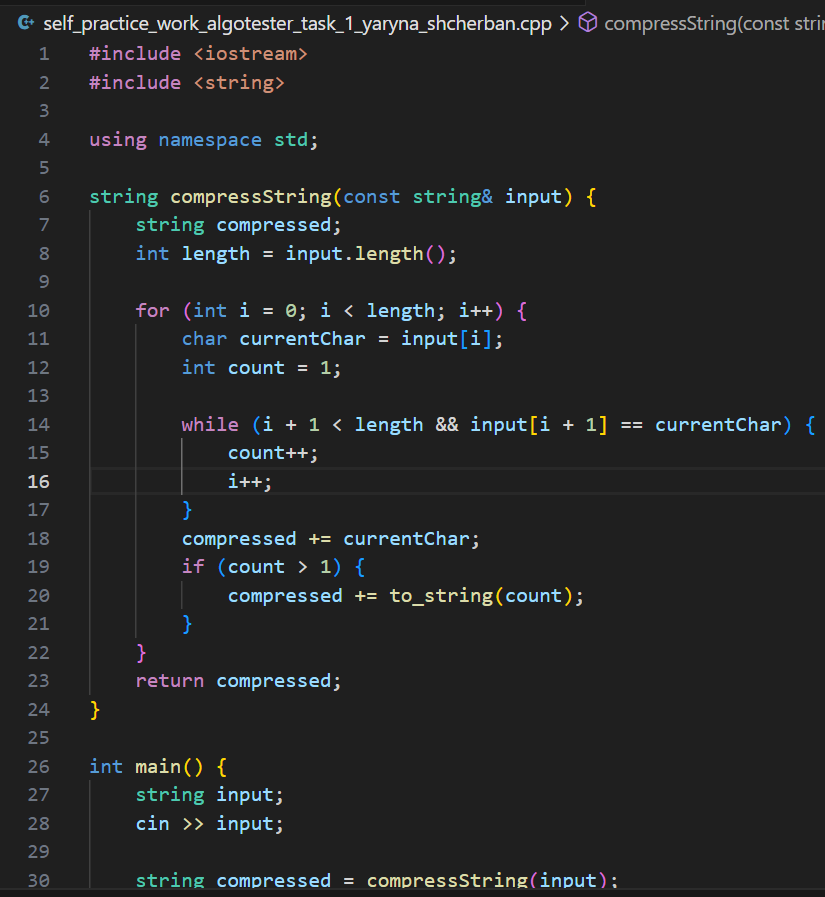 self_practice_work_algotester_task_1_yaryna_shcherban.cpp > compressString(const strin
1 #include <iostream>
2 #include <string>
3
4 using namespace std;
5
6 string compressString(const string& input) {
7     string compressed;
8     int length = input.length();
9
10     for (int i = 0; i < length; i++) {
11         char currentChar = input[i];
12         int count = 1;
13
14         while (i + 1 < length && input[i + 1] == currentChar) {
15             count++;
16             i++;
17         }
18         compressed += currentChar;
19         if (count > 1) {
20             compressed += to_string(count);
21         }
22     }
23     return compressed;
24 }
25
26 int main() {
27     string input;
28     cin >> input;
29
30     string compressed = compressString(input);